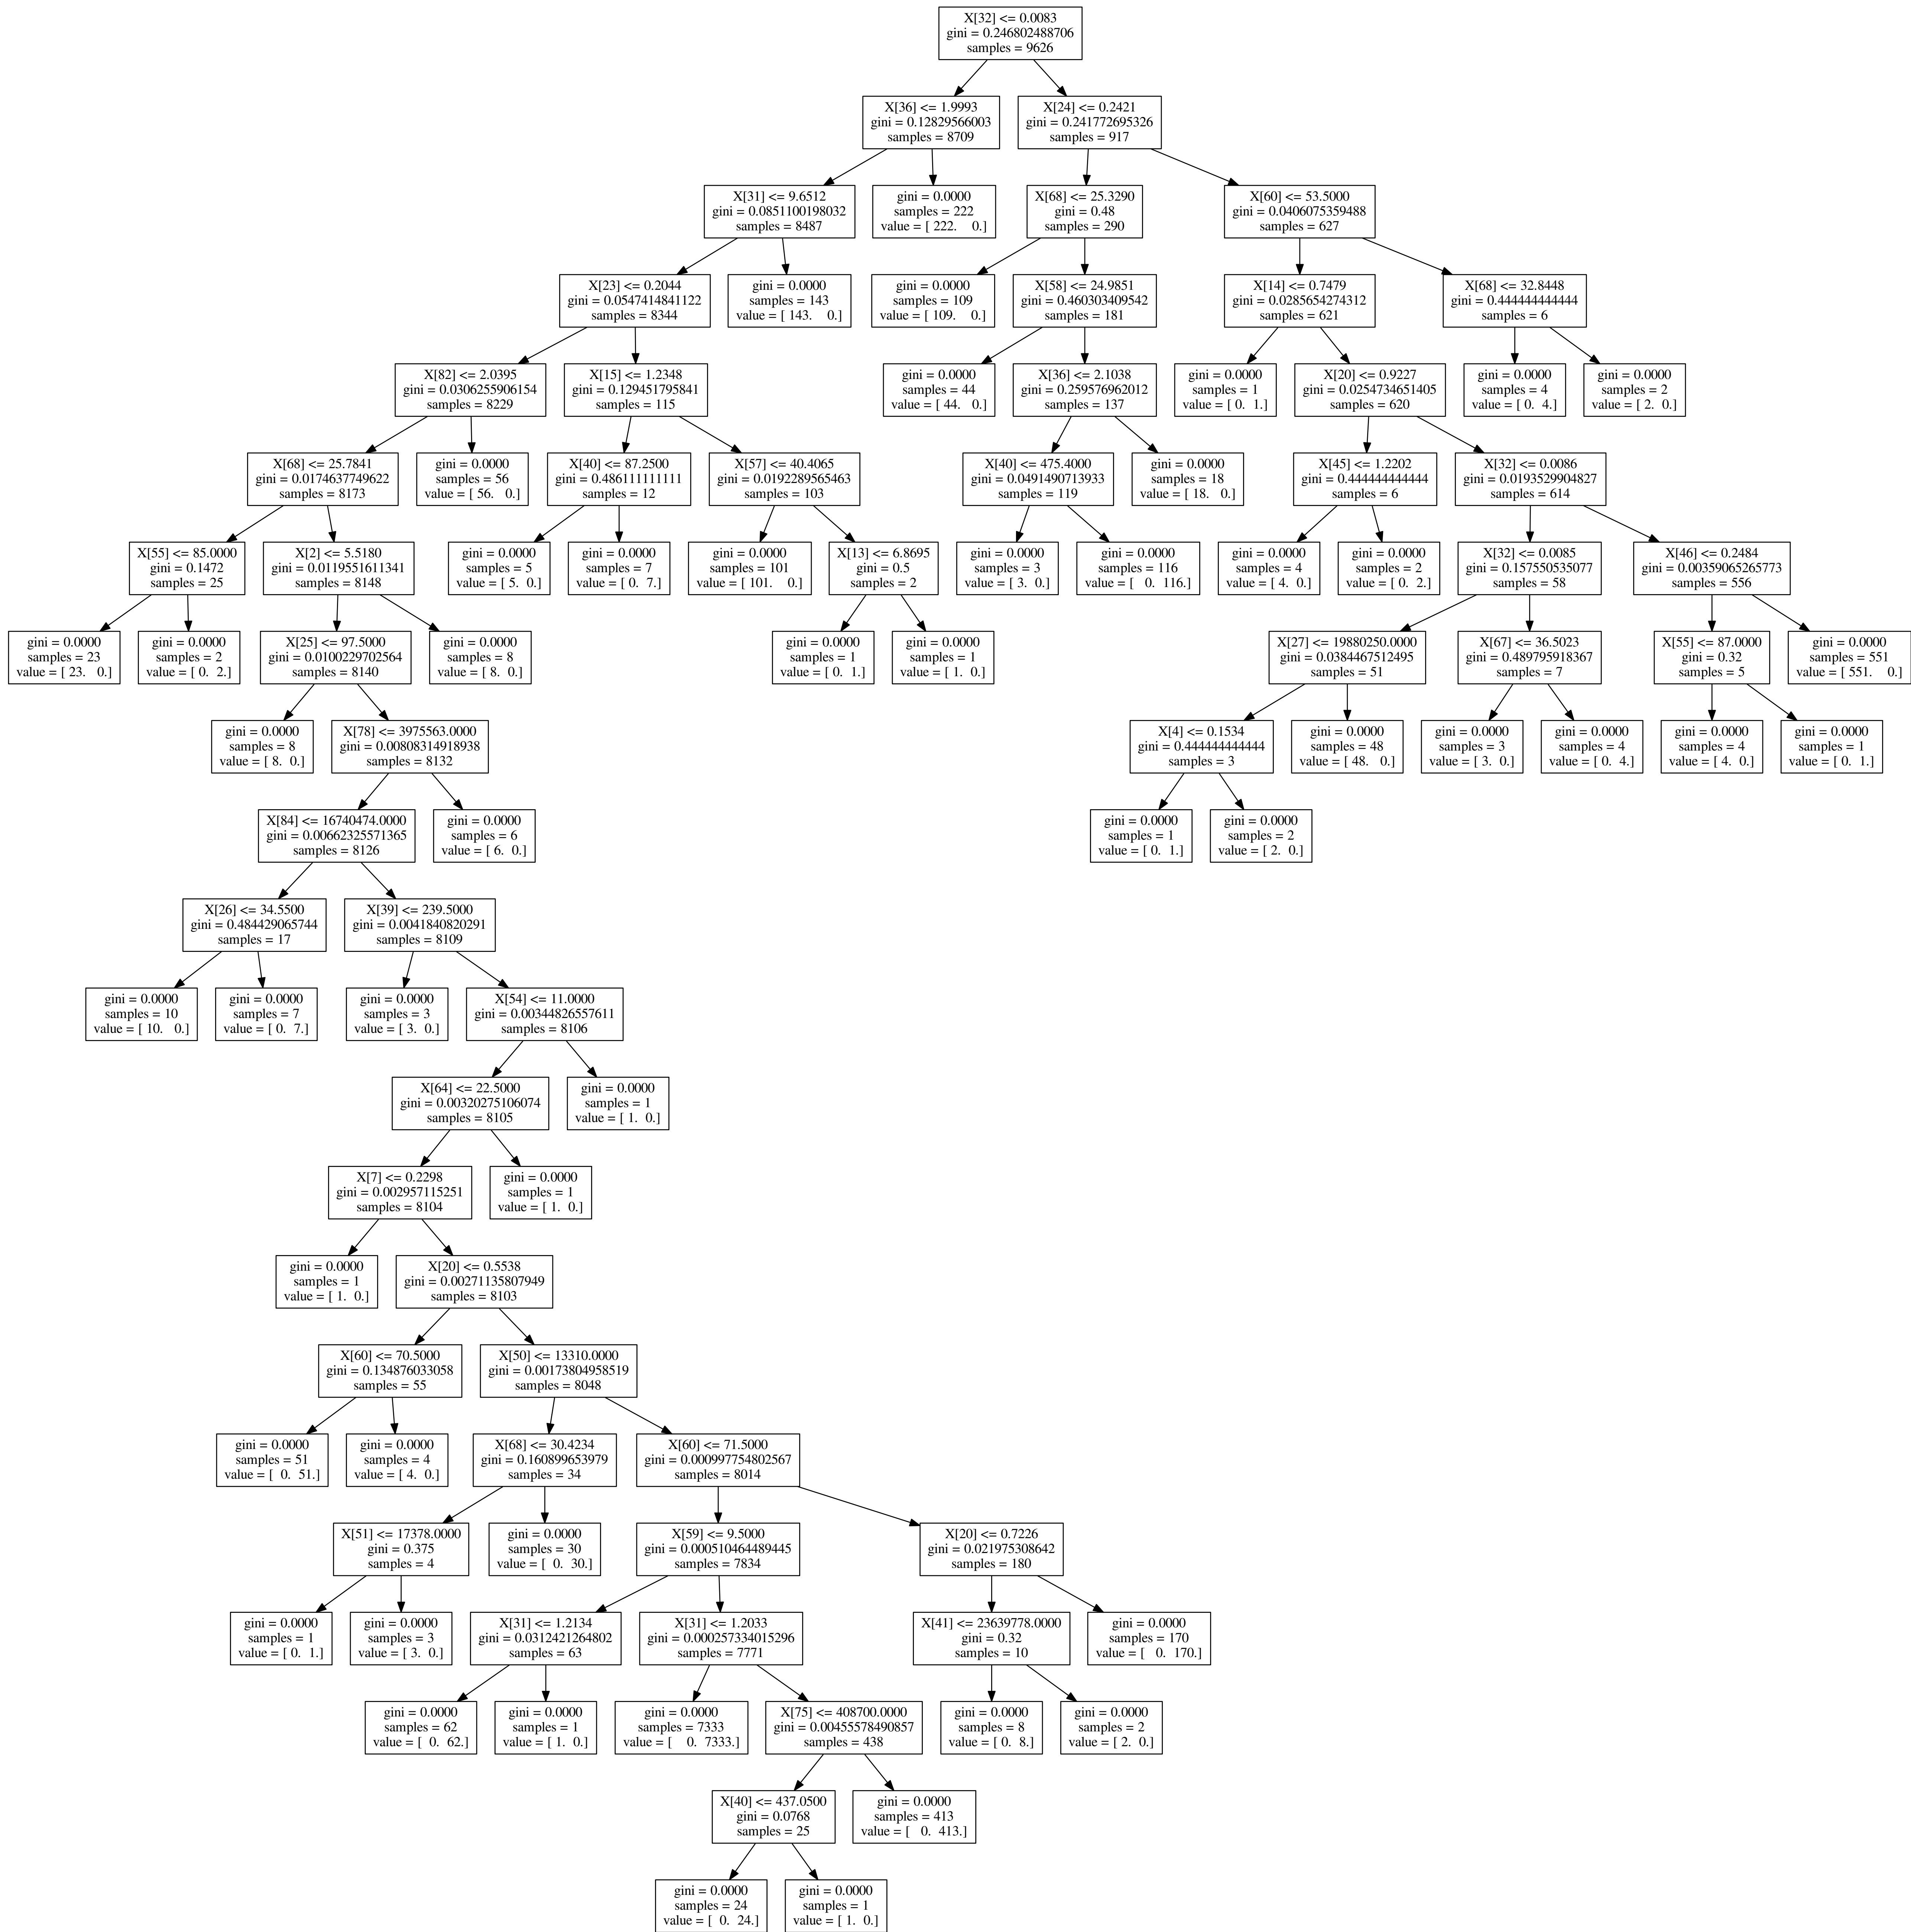 X[32] <= 0.0083
gini = 0.246802488706
samples = 9626
X[36] <= 1.9993
gini = 0.12829566003
samples = 8709
X[24] <= 0.2421
gini = 0.241772695326
samples = 917
X[31] <= 9.6512
gini = 0.0851100198032
samples = 8487
gini = 0.0000
samples = 222
value = [ 222.    0.]
X[68] <= 25.3290
gini = 0.48
samples = 290
X[60] <= 53.5000
gini = 0.0406075359488
samples = 627
X[23] <= 0.2044
gini = 0.0547414841122
samples = 8344
gini = 0.0000
samples = 143
value = [ 143.    0.]
gini = 0.0000
samples = 109
value = [ 109.    0.]
X[58] <= 24.9851
gini = 0.460303409542
samples = 181
X[14] <= 0.7479
gini = 0.0285654274312
samples = 621
X[68] <= 32.8448
gini = 0.444444444444
samples = 6
X[82] <= 2.0395
gini = 0.0306255906154
samples = 8229
X[15] <= 1.2348
gini = 0.129451795841
samples = 115
gini = 0.0000
samples = 44
value = [ 44.   0.]
X[36] <= 2.1038
gini = 0.259576962012
samples = 137
gini = 0.0000
samples = 1
value = [ 0.  1.]
X[20] <= 0.9227
gini = 0.0254734651405
samples = 620
gini = 0.0000
samples = 4
value = [ 0.  4.]
gini = 0.0000
samples = 2
value = [ 2.  0.]
X[68] <= 25.7841
gini = 0.0174637749622
samples = 8173
gini = 0.0000
samples = 56
value = [ 56.   0.]
X[40] <= 87.2500
gini = 0.486111111111
samples = 12
X[57] <= 40.4065
gini = 0.0192289565463
samples = 103
X[40] <= 475.4000
gini = 0.0491490713933
samples = 119
gini = 0.0000
samples = 18
value = [ 18.   0.]
X[45] <= 1.2202
gini = 0.444444444444
samples = 6
X[32] <= 0.0086
gini = 0.0193529904827
samples = 614
X[55] <= 85.0000
gini = 0.1472
samples = 25
X[2] <= 5.5180
gini = 0.0119551611341
samples = 8148
gini = 0.0000
samples = 5
value = [ 5.  0.]
gini = 0.0000
samples = 7
value = [ 0.  7.]
gini = 0.0000
samples = 101
value = [ 101.    0.]
X[13] <= 6.8695
gini = 0.5
samples = 2
gini = 0.0000
samples = 3
value = [ 3.  0.]
gini = 0.0000
samples = 116
value = [   0.  116.]
gini = 0.0000
samples = 4
value = [ 4.  0.]
gini = 0.0000
samples = 2
value = [ 0.  2.]
X[32] <= 0.0085
gini = 0.157550535077
samples = 58
X[46] <= 0.2484
gini = 0.00359065265773
samples = 556
gini = 0.0000
samples = 23
value = [ 23.   0.]
gini = 0.0000
samples = 2
value = [ 0.  2.]
X[25] <= 97.5000
gini = 0.0100229702564
samples = 8140
gini = 0.0000
samples = 8
value = [ 8.  0.]
gini = 0.0000
samples = 1
value = [ 0.  1.]
gini = 0.0000
samples = 1
value = [ 1.  0.]
X[27] <= 19880250.0000
gini = 0.0384467512495
samples = 51
X[67] <= 36.5023
gini = 0.489795918367
samples = 7
X[55] <= 87.0000
gini = 0.32
samples = 5
gini = 0.0000
samples = 551
value = [ 551.    0.]
gini = 0.0000
samples = 8
value = [ 8.  0.]
X[78] <= 3975563.0000
gini = 0.00808314918938
samples = 8132
X[4] <= 0.1534
gini = 0.444444444444
samples = 3
gini = 0.0000
samples = 48
value = [ 48.   0.]
gini = 0.0000
samples = 3
value = [ 3.  0.]
gini = 0.0000
samples = 4
value = [ 0.  4.]
gini = 0.0000
samples = 4
value = [ 4.  0.]
gini = 0.0000
samples = 1
value = [ 0.  1.]
X[84] <= 16740474.0000
gini = 0.00662325571365
samples = 8126
gini = 0.0000
samples = 6
value = [ 6.  0.]
gini = 0.0000
samples = 1
value = [ 0.  1.]
gini = 0.0000
samples = 2
value = [ 2.  0.]
X[26] <= 34.5500
gini = 0.484429065744
samples = 17
X[39] <= 239.5000
gini = 0.0041840820291
samples = 8109
gini = 0.0000
samples = 10
value = [ 10.   0.]
gini = 0.0000
samples = 7
value = [ 0.  7.]
gini = 0.0000
samples = 3
value = [ 3.  0.]
X[54] <= 11.0000
gini = 0.00344826557611
samples = 8106
X[64] <= 22.5000
gini = 0.00320275106074
samples = 8105
gini = 0.0000
samples = 1
value = [ 1.  0.]
X[7] <= 0.2298
gini = 0.002957115251
samples = 8104
gini = 0.0000
samples = 1
value = [ 1.  0.]
gini = 0.0000
samples = 1
value = [ 1.  0.]
X[20] <= 0.5538
gini = 0.00271135807949
samples = 8103
X[60] <= 70.5000
gini = 0.134876033058
samples = 55
X[50] <= 13310.0000
gini = 0.00173804958519
samples = 8048
gini = 0.0000
samples = 51
value = [  0.  51.]
gini = 0.0000
samples = 4
value = [ 4.  0.]
X[68] <= 30.4234
gini = 0.160899653979
samples = 34
X[60] <= 71.5000
gini = 0.000997754802567
samples = 8014
X[51] <= 17378.0000
gini = 0.375
samples = 4
gini = 0.0000
samples = 30
value = [  0.  30.]
X[59] <= 9.5000
gini = 0.000510464489445
samples = 7834
X[20] <= 0.7226
gini = 0.021975308642
samples = 180
gini = 0.0000
samples = 1
value = [ 0.  1.]
gini = 0.0000
samples = 3
value = [ 3.  0.]
X[31] <= 1.2134
gini = 0.0312421264802
samples = 63
X[31] <= 1.2033
gini = 0.000257334015296
samples = 7771
X[41] <= 23639778.0000
gini = 0.32
samples = 10
gini = 0.0000
samples = 170
value = [   0.  170.]
gini = 0.0000
samples = 62
value = [  0.  62.]
gini = 0.0000
samples = 1
value = [ 1.  0.]
gini = 0.0000
samples = 7333
value = [    0.  7333.]
X[75] <= 408700.0000
gini = 0.00455578490857
samples = 438
gini = 0.0000
samples = 8
value = [ 0.  8.]
gini = 0.0000
samples = 2
value = [ 2.  0.]
X[40] <= 437.0500
gini = 0.0768
samples = 25
gini = 0.0000
samples = 413
value = [   0.  413.]
gini = 0.0000
samples = 24
value = [  0.  24.]
gini = 0.0000
samples = 1
value = [ 1.  0.]